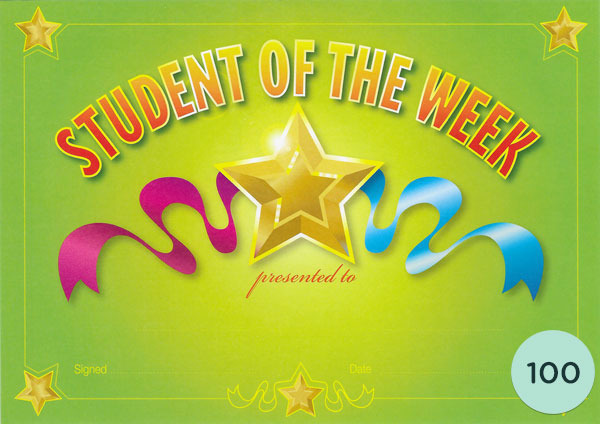 STUDENT OF THE WEEK
presented to
Signed
Date
100